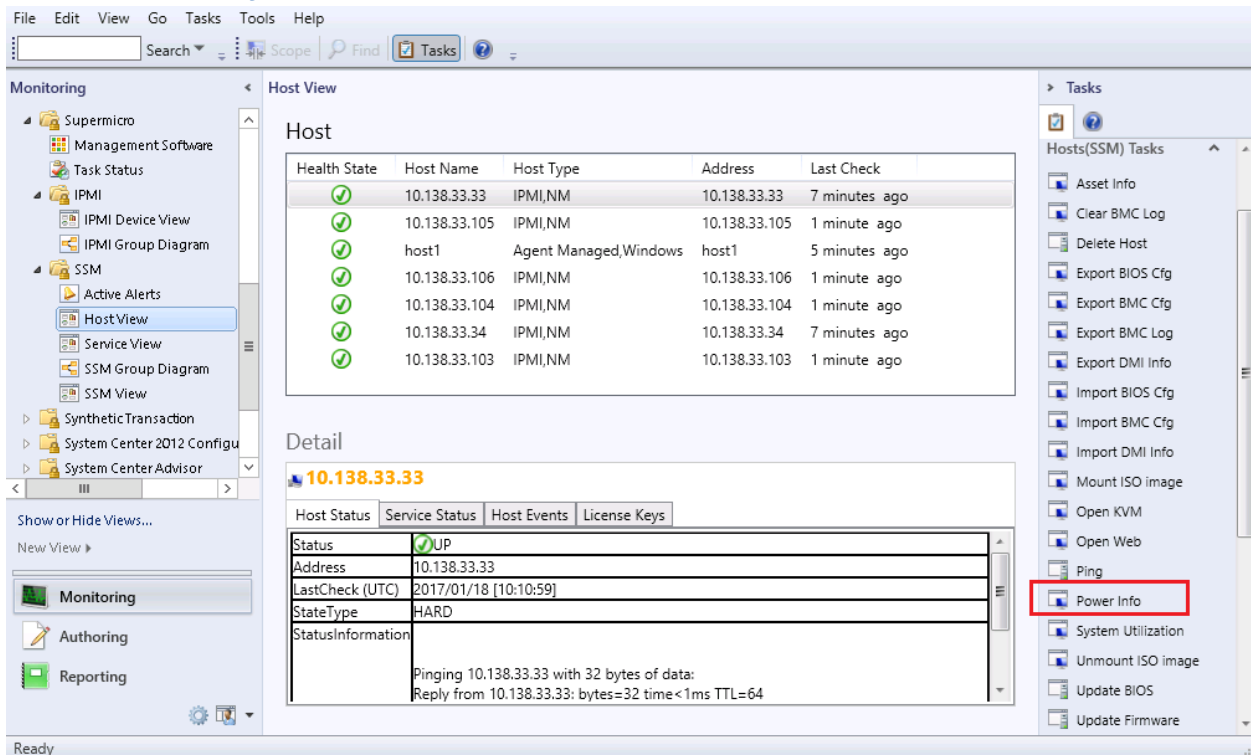 File Edit View Go Tasks Tools Help
Search Scope Find Tasks
Monitoring
Supermicro
Management Software
Task Status
IPMI
IPMI Device View
IPMI Group Diagram
SSM
Active Alerts
Host View
Service View
SSM Group Diagram
SSM View
Synthetic Transaction
System Center 2012 Configu
System Center Advisor
Show or Hide Views...
New View
Monitoring
Authoring
Reporting
Ready
Host View
Host
Health State Host Name Host Type Address Last Check
10.138.33.33 IPMI,NM 10.138.33.33 7 minutes ago
10.138.33.105 IPMI,NM 10.138.33.105 1 minute ago
host1 Agent Managed,Windows host1 5 minutes ago
10.138.33.106 IPMI,NM 10.138.33.106 1 minute ago
10.138.33.104 IPMI,NM 10.138.33.104 1 minute ago
10.138.33.34 IPMI,NM 10.138.33.34 7 minutes ago
10.138.33.103 IPMI,NM 10.138.33.103 1 minute ago
Detail
10.138.33.33
Host Status Service Status Host Events License Keys
Status UP
Address 10.138.33.33
LastCheck (UTC) 2017/01/18 [10:10:59]
StateType HARD
StatusInformation
Pinging 10.138.33.33 with 32 bytes of data:
Reply from 10.138.33.33: bytes=32 time<1ms TTL=64
Tasks
Hosts(SSM) Tasks
Asset Info
Clear BMC Log
Delete Host
Export BIOS Cfg
Export BMC Cfg
Export BMC Log
Export DMI Info
Import BIOS Cfg
Import BMC Cfg
Import DMI Info
Mount ISO image
Open KVM
Open Web
Ping
Power Info
System Utilization
Unmount ISO image
Update BIOS
Update Firmware